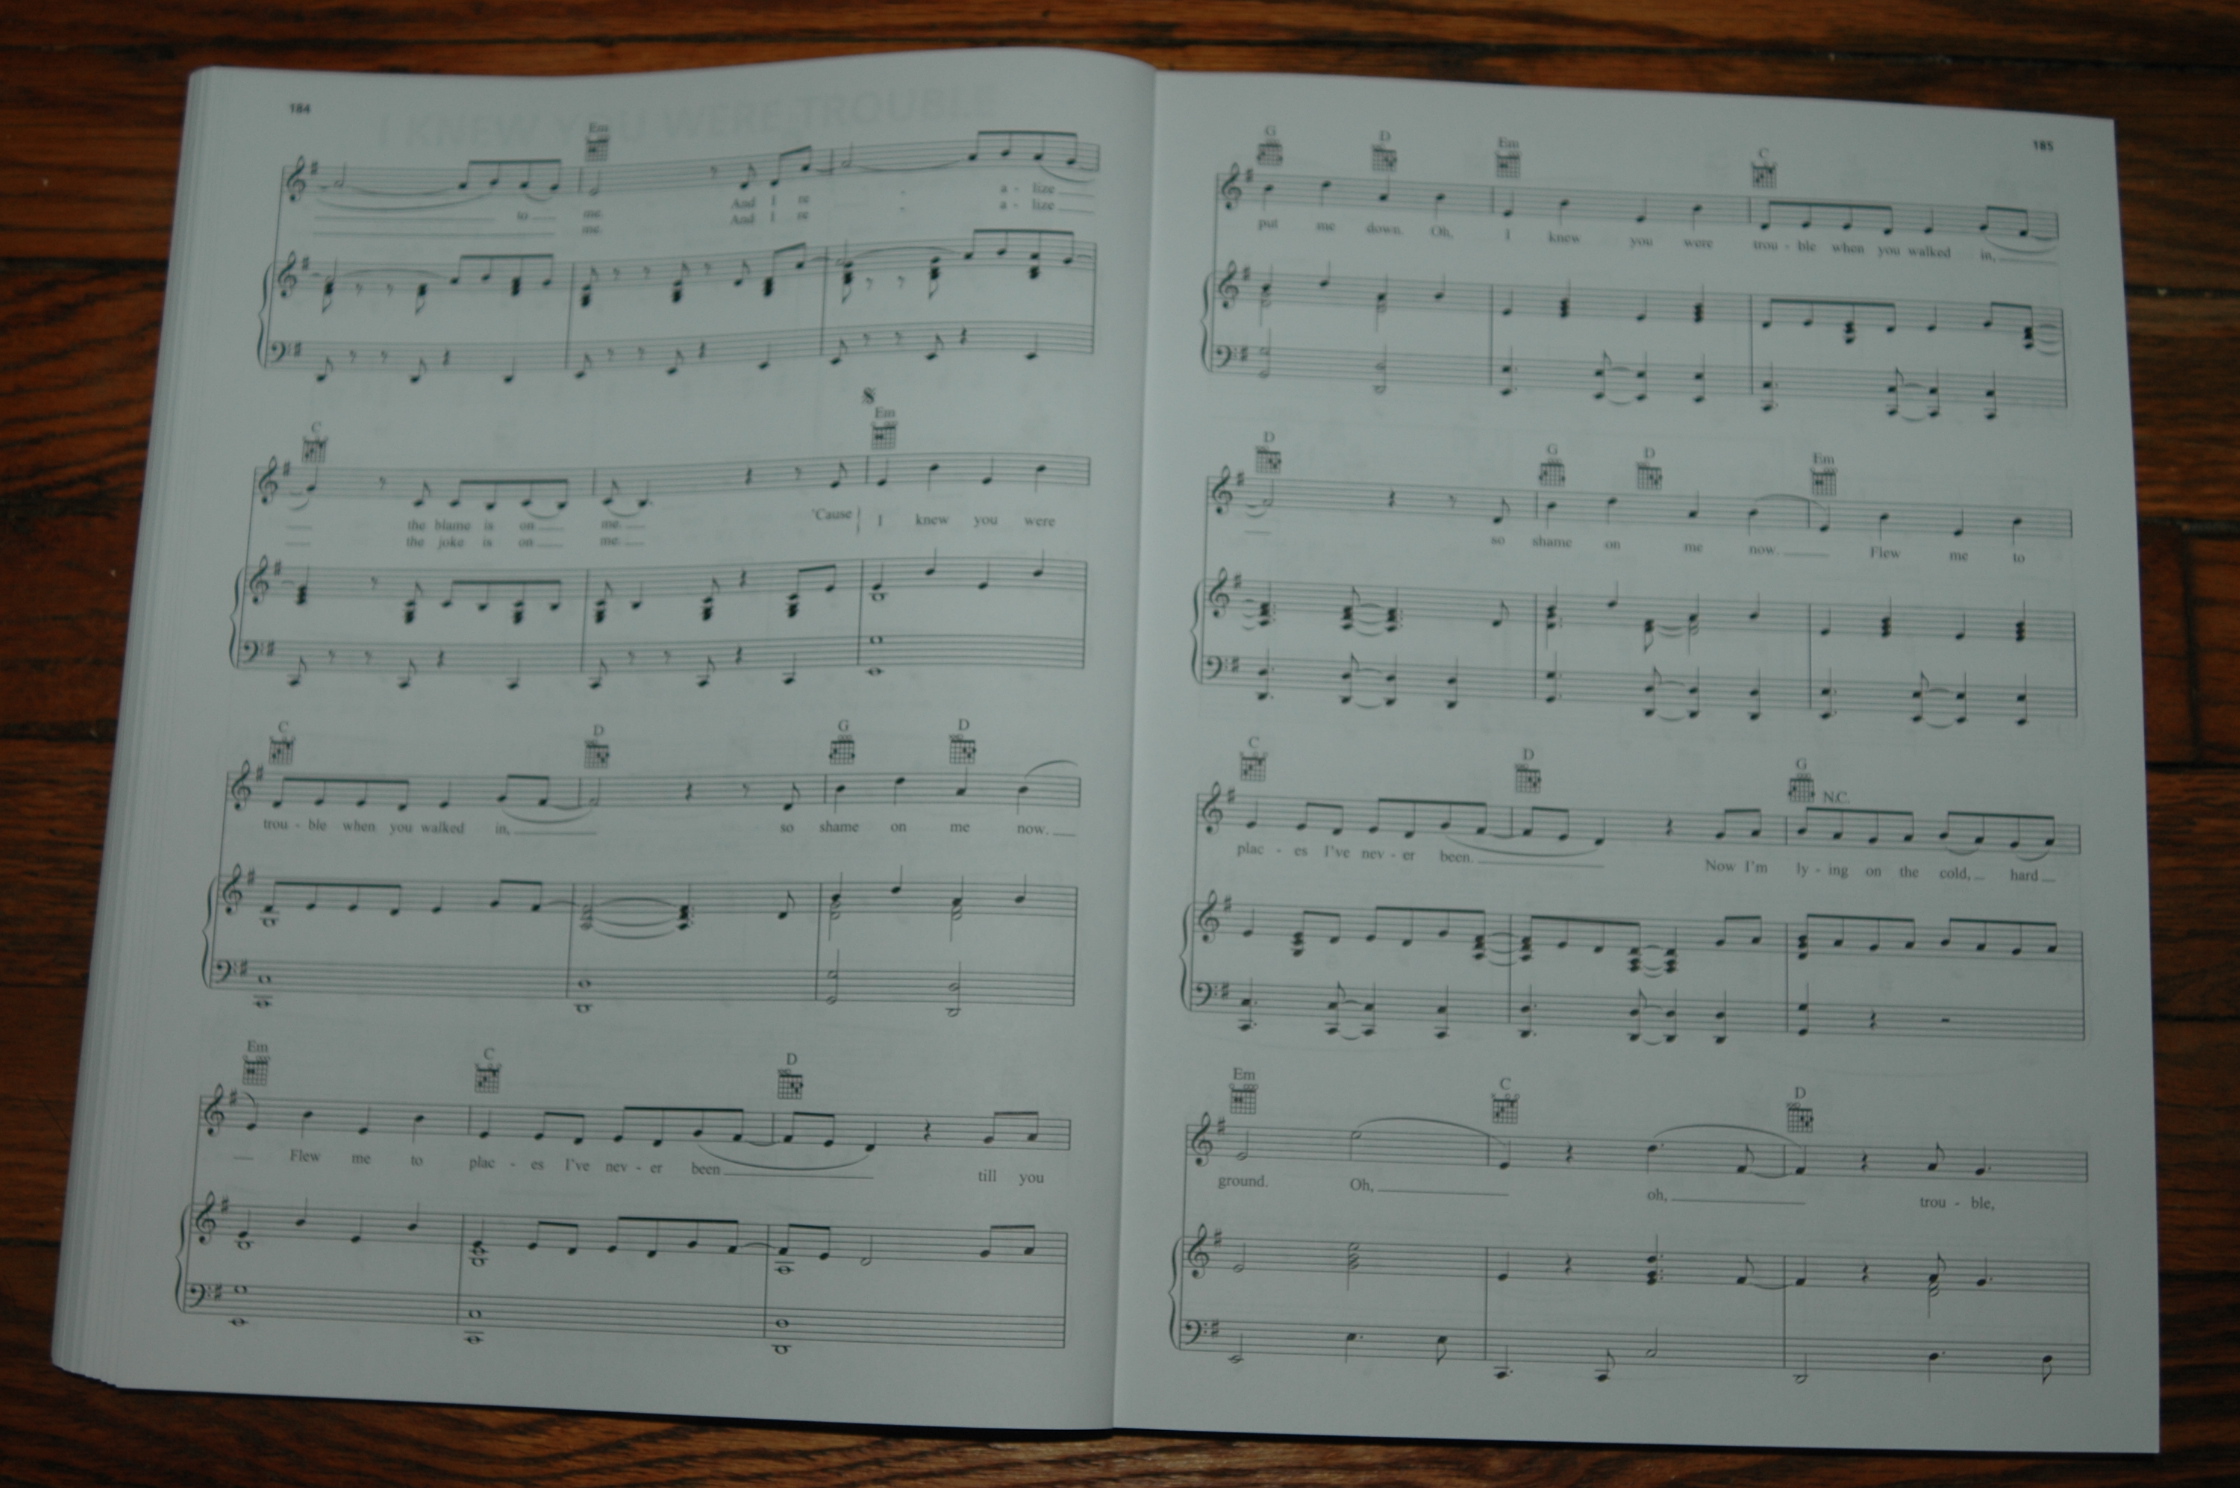 184
Em
to me. And I re - a - lize
me. And I re - a - lize
C Em
the blame is on me. 'Cause I knew you were
the joke is on me.
C D G D
trou - ble when you walked in, so shame on me now.
Em C D
Flew me to plac - es I've nev - er been till you
185
G D Em C
put me down. Oh, I knew you were trou - ble when you walked in,
D G D Em
so shame on me now. Flew me to
C D G N.C.
plac - es I've nev - er been. Now I'm ly - ing on the cold, hard
Em C D
ground. Oh, oh, trou - ble,